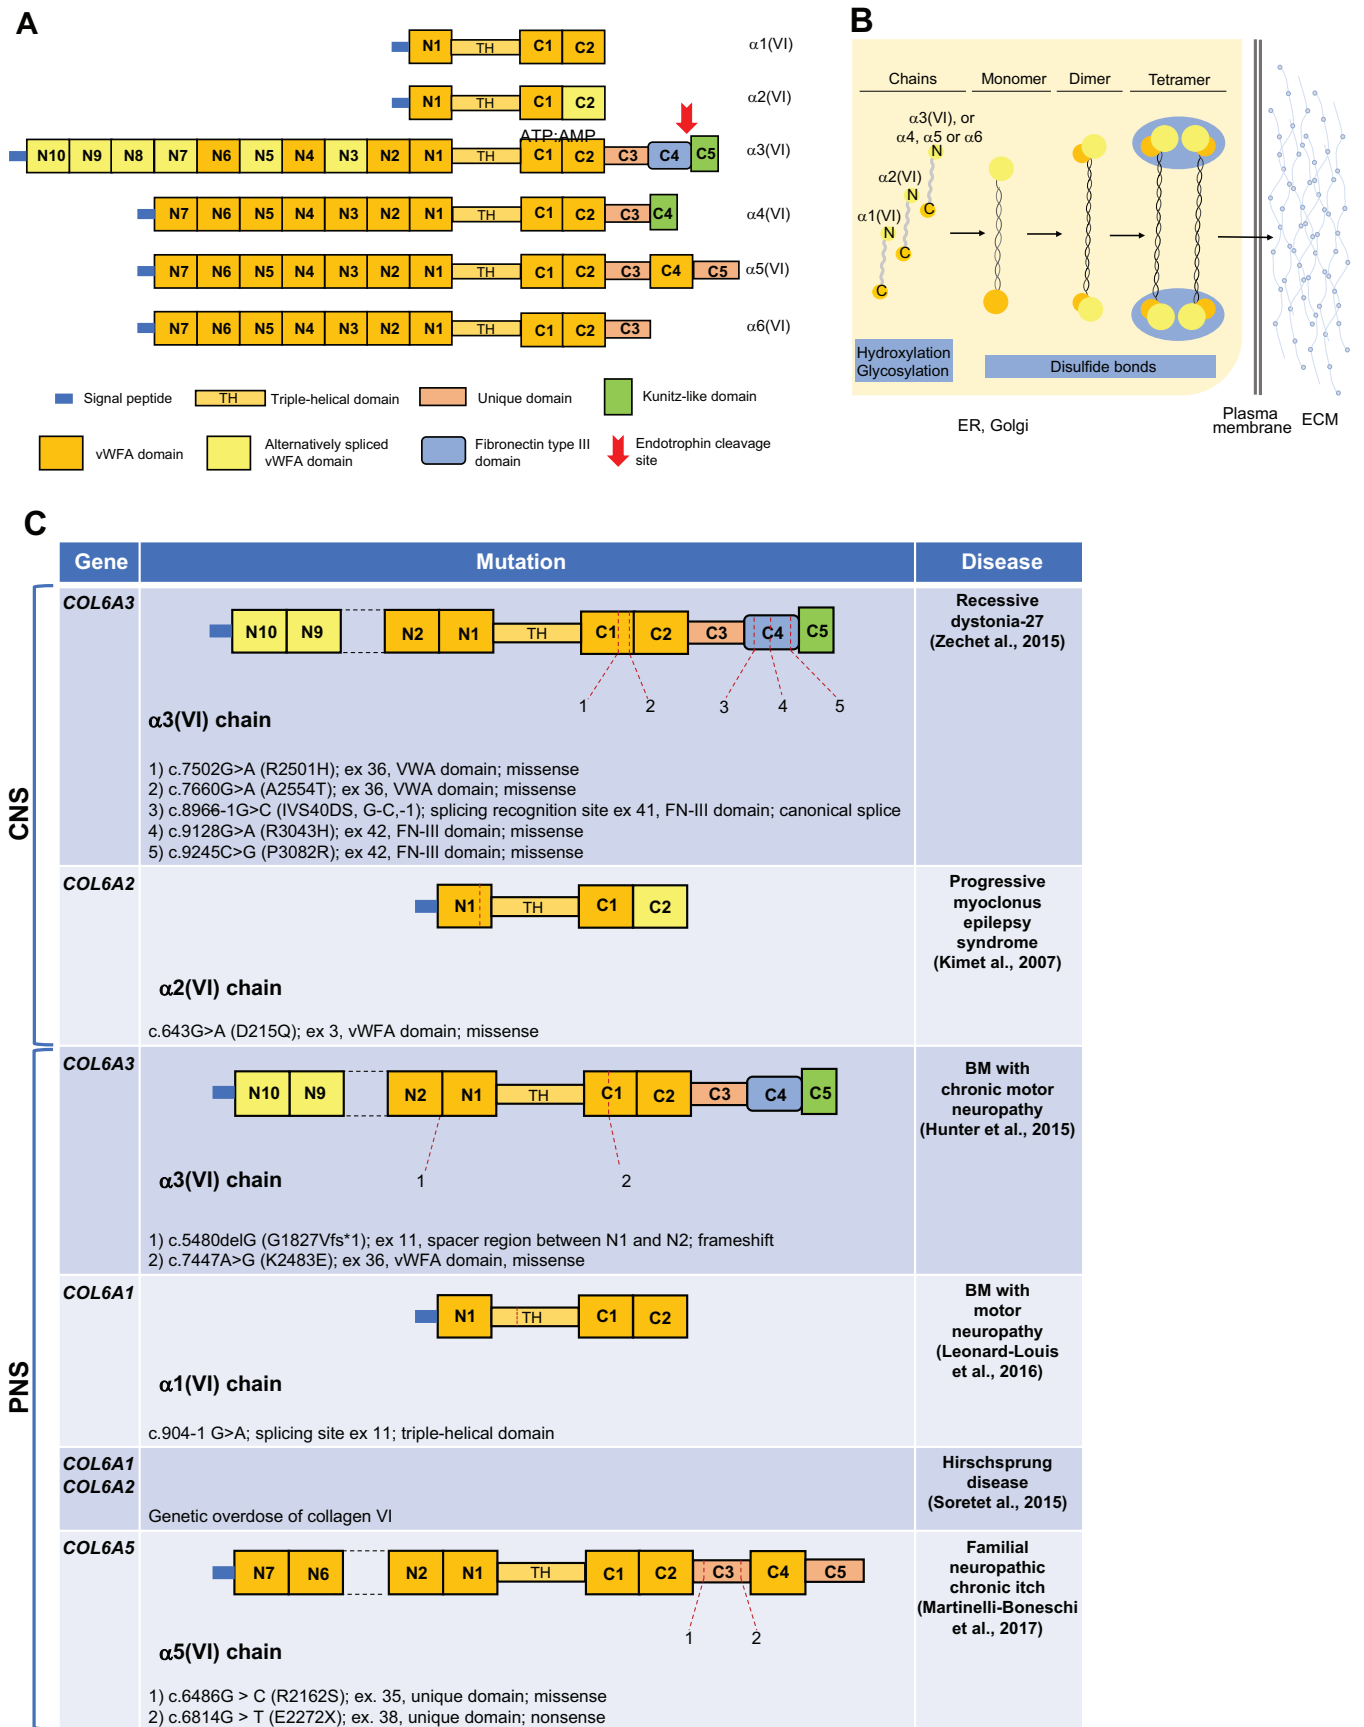 A
N1 TH C1 C2 α1(VI)
N1 TH C1 C2 α2(VI)
ATP:AMP
N10 N9 N8 N7 N6 N5 N4 N3 N2 N1 TH C1 C2 C3 C4 C5 α3(VI)
N7 N6 N5 N4 N3 N2 N1 TH C1 C2 C3 C4 α4(VI)
N7 N6 N5 N4 N3 N2 N1 TH C1 C2 C3 C4 C5 α5(VI)
N7 N6 N5 N4 N3 N2 N1 TH C1 C2 C3 α6(VI)
Signal peptide
TH Triple-helical domain
Unique domain
Kunitz-like domain
vWFA domain
Alternatively spliced
vWFA domain
Fibronectin type III
domain
Endotrophin cleavage
site
B
Chains Monomer Dimer Tetramer
α3(VI), or
α4, α5 or α6
N
α2(VI)
N
C
α1(VI)
N
C
C
Hydroxylation
Glycosylation
Disulfide bonds
ER, Golgi
Plasma
membrane
ECM
C
Gene Mutation Disease
CNS
COL6A3
N10 N9 N2 N1 TH C1 C2 C3 C4 C5
1 2 3 4 5
α3(VI) chain
1) c.7502G>A (R2501H); ex 36, VWA domain; missense
2) c.7660G>A (A2554T); ex 36, VWA domain; missense
3) c.8966-1G>C (IVS40DS, G-C,-1); splicing recognition site ex 41, FN-III domain; canonical splice
4) c.9128G>A (R3043H); ex 42, FN-III domain; missense
5) c.9245C>G (P3082R); ex 42, FN-III domain; missense
Recessive
dystonia-27
(Zechet al., 2015)
COL6A2
N1 TH C1 C2
α2(VI) chain
c.643G>A (D215Q); ex 3, vWFA domain; missense
Progressive
myoclonus
epilepsy
syndrome
(Kimet al., 2007)
PNS
COL6A3
N10 N9 N2 N1 TH C1 C2 C3 C4 C5
1 2
α3(VI) chain
1) c.5480delG (G1827Vfs*1); ex 11, spacer region between N1 and N2; frameshift
2) c.7447A>G (K2483E); ex 36, vWFA domain, missense
BM with
chronic motor
neuropathy
(Hunter et al., 2015)
COL6A1
N1 TH C1 C2
α1(VI) chain
c.904-1 G>A; splicing site ex 11; triple-helical domain
BM with
motor
neuropathy
(Leonard-Louis
et al., 2016)
COL6A1
COL6A2
Genetic overdose of collagen VI
Hirschsprung
disease
(Soretet al., 2015)
COL6A5
N7 N6 N2 N1 TH C1 C2 C3 C4 C5
1 2
α5(VI) chain
1) c.6486G > C (R2162S); ex. 35, unique domain; missense
2) c.6814G > T (E2272X); ex. 38, unique domain; nonsense
Familial
neuropathic
chronic itch
(Martinelli-Boneschi
et al., 2017)